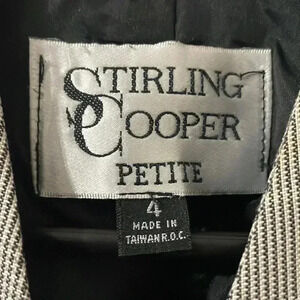 STIRLING
COOPER
PETITE
4
MADE IN
TAIWAN R.O.C.